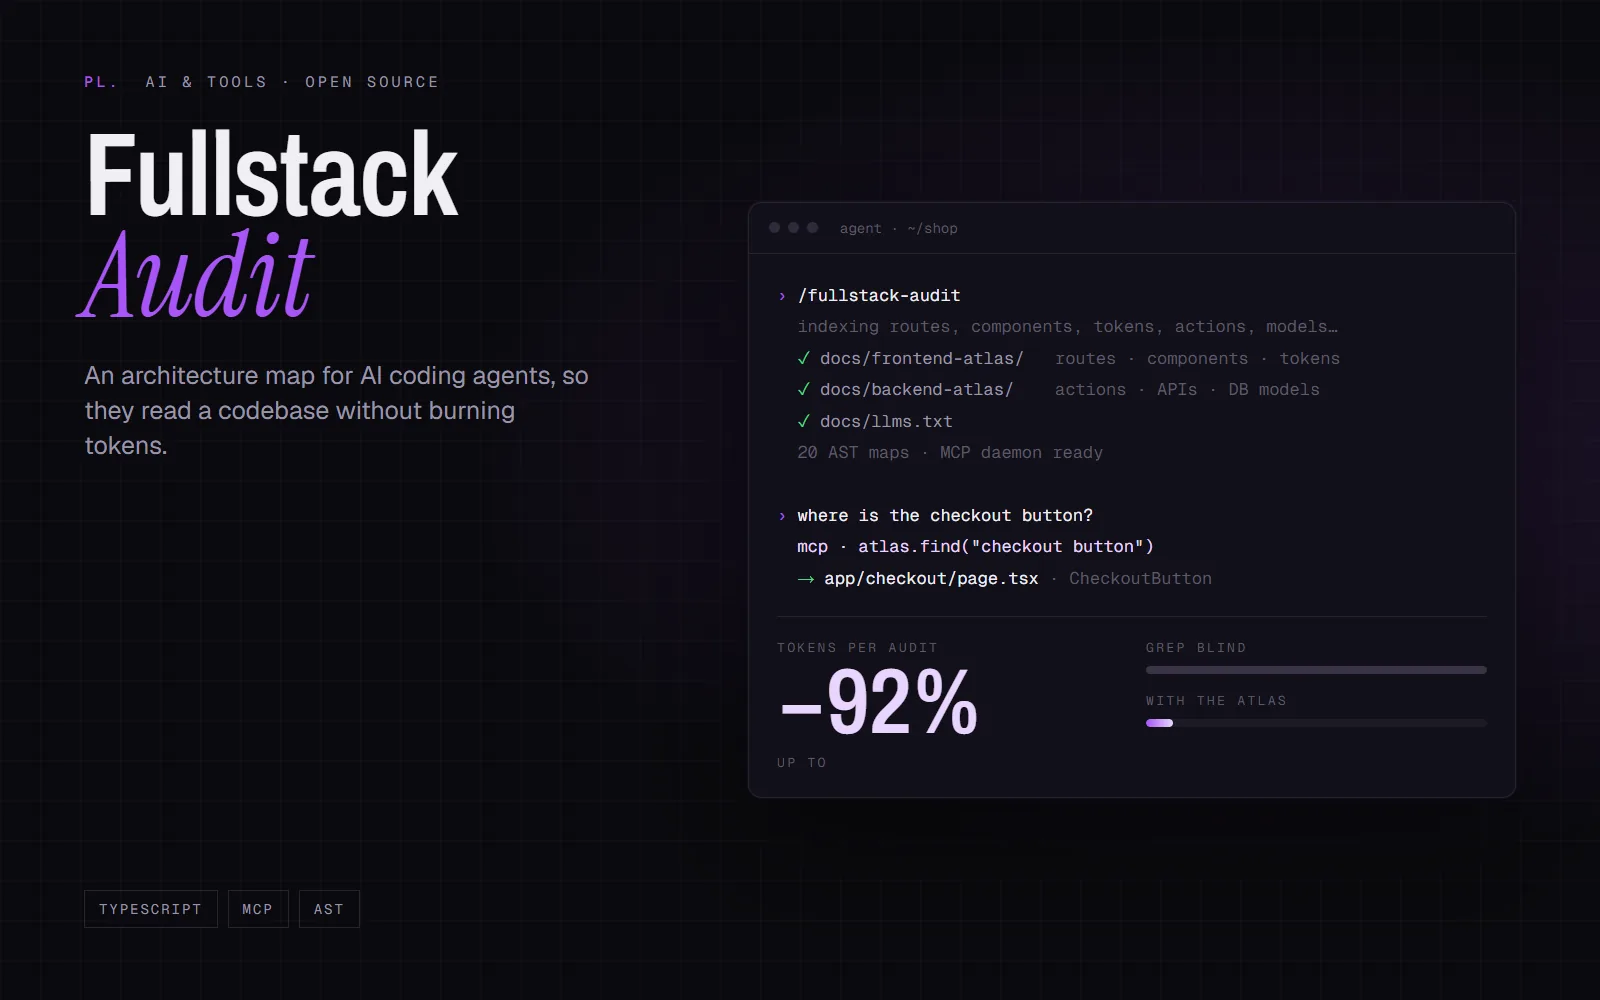 PL. AI & TOOLS · OPEN SOURCE
Fullstack
Audit
An architecture map for AI coding agents, so
they read a codebase without burning
tokens.
TYPESCRIPT MCP AST
agent · ~/shop
› /fullstack-audit
indexing routes, components, tokens, actions, models…
✓ docs/frontend-atlas/ routes · components · tokens
✓ docs/backend-atlas/ actions · APIs · DB models
✓ docs/llms.txt
20 AST maps · MCP daemon ready
› where is the checkout button?
mcp · atlas.find("checkout button")
→ app/checkout/page.tsx · CheckoutButton
TOKENS PER AUDIT
–92%
UP TO
GREP BLIND
WITH THE ATLAS